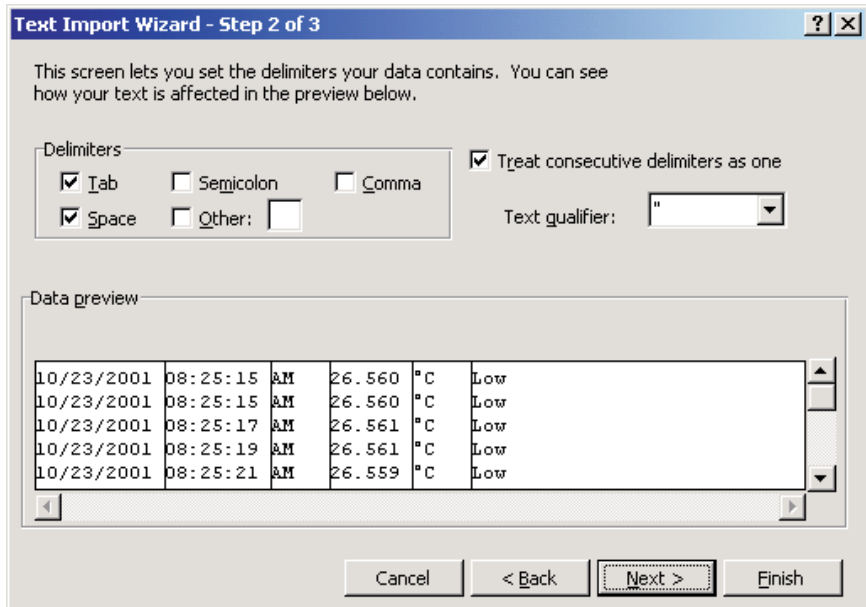 Text Import Wizard - Step 2 of 3
This screen lets you set the delimiters your data contains. You can see
how your text is affected in the preview below.
Delimiters
Tab
Semicolon
Comma
Space
Other:
Treat consecutive delimiters as one
Text qualifier: "
Data preview
10/23/2001 08:25:15 AM 26.560 °C Low
10/23/2001 08:25:15 AM 26.560 °C Low
10/23/2001 08:25:17 AM 26.561 °C Low
10/23/2001 08:25:19 AM 26.561 °C Low
10/23/2001 08:25:21 AM 26.559 °C Low
Cancel
< Back
Next >
Finish